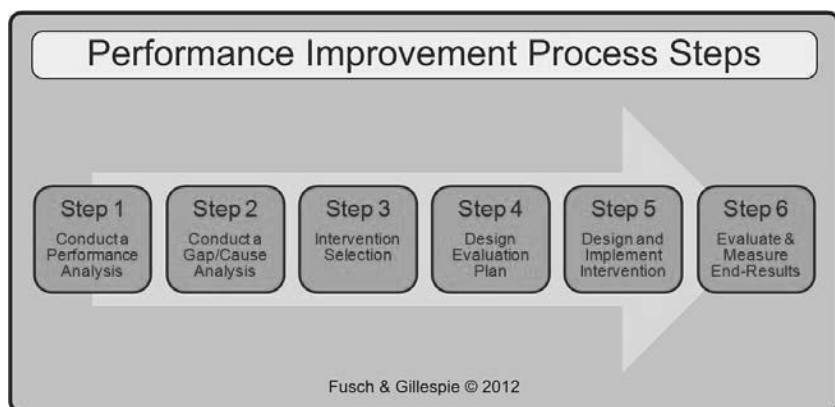 Performance Improvement Process Steps
Step 1
Conduct a
Performance
Analysis
Step 2
Conduct a
Gap/Cause
Analysis
Step 3
Intervention
Selection
Step 4
Design
Evaluation
Plan
Step 5
Design and
Implement
Intervention
Step 6
Evaluate &
Measure
End-Results
Fusch & Gillespie © 2012